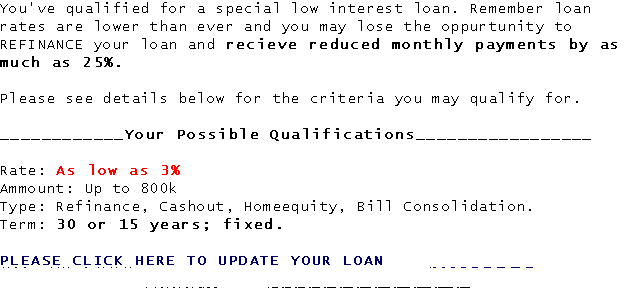 You've qualified for a special low interest loan. Remember loan
rates are lower than ever and you may lose the oppurtunity to
REFINANCE your loan and recieve reduced monthly payments by as
much as 25%.
Please see details below for the criteria you may qualify for.
____________Your Possible Qualifications_________________
Rate: As low as 3%
Ammount: Up to 800k
Type: Refinance, Cashout, Homeequity, Bill Consolidation.
Term: 30 or 15 years; fixed.
PLEASE CLICK HERE TO UPDATE YOUR LOAN